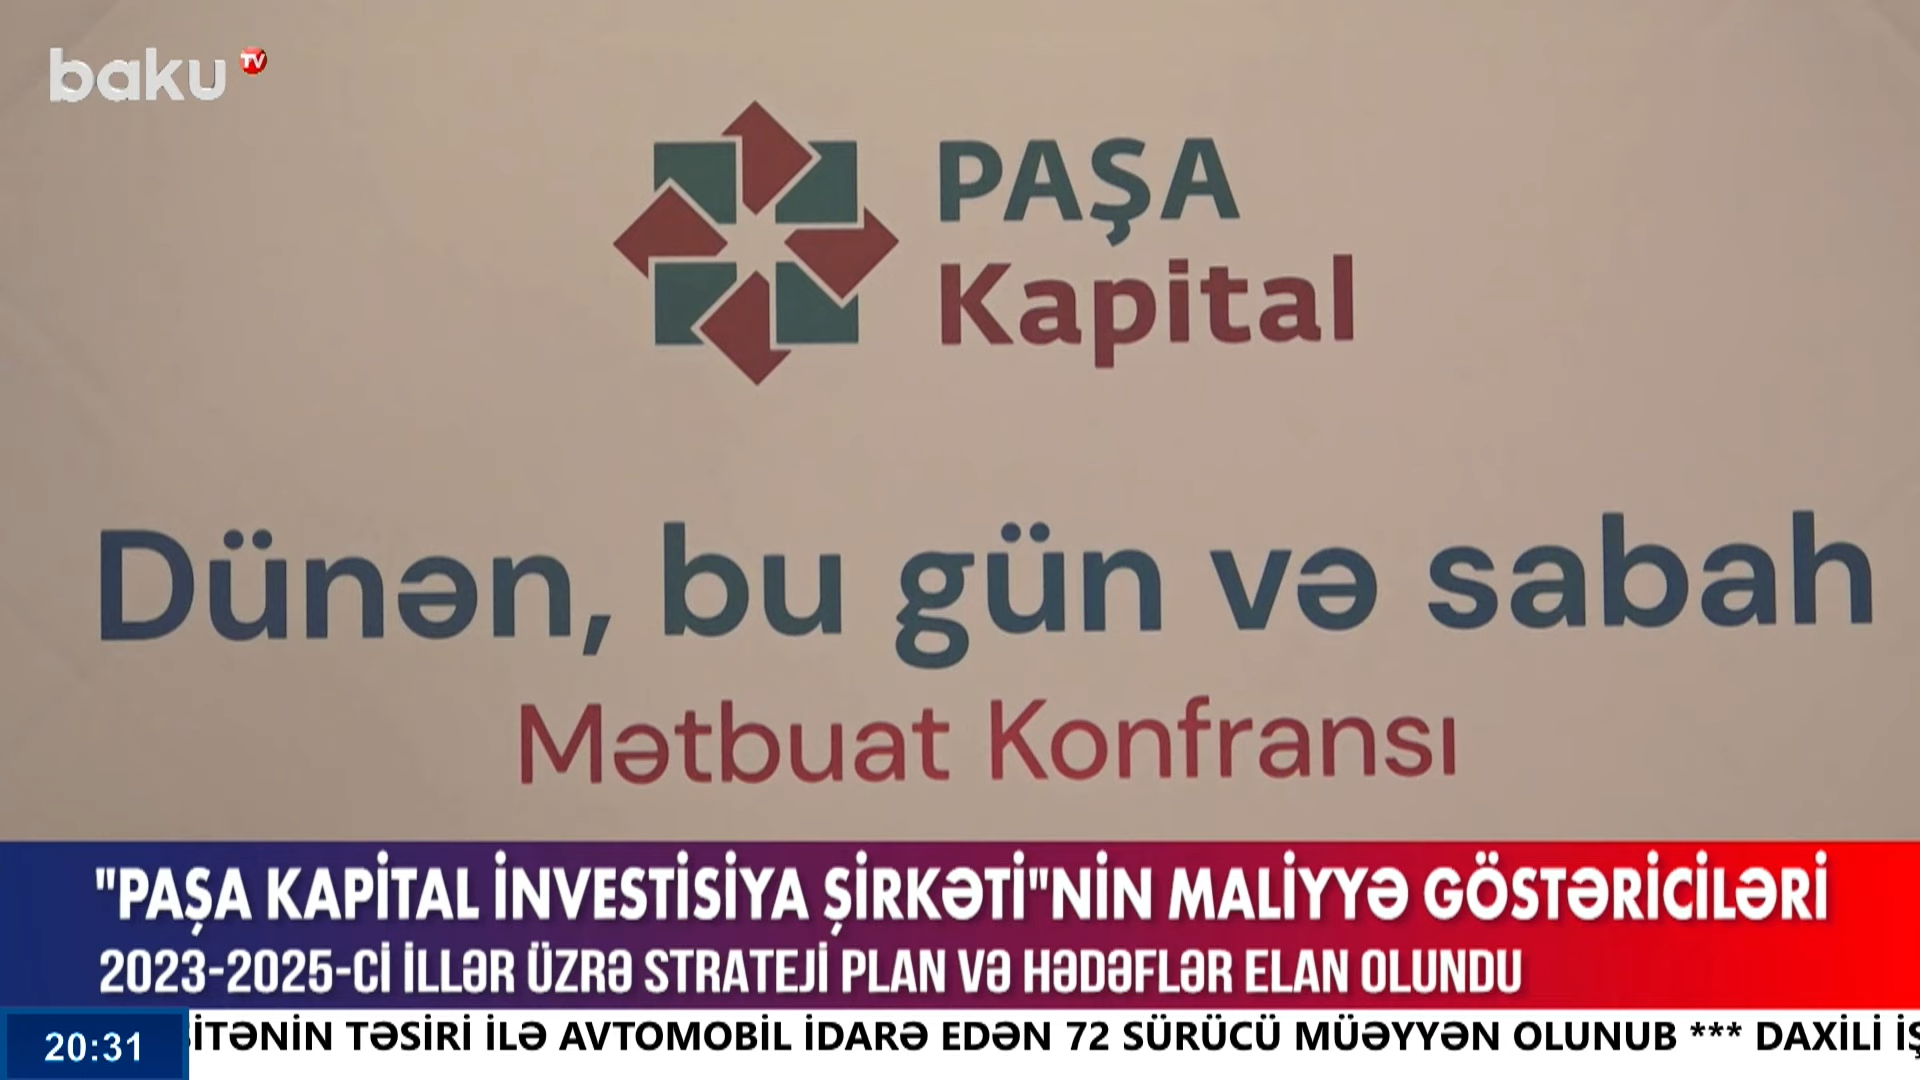 baku TV
PAŞA
Kapital
Dünən, bu gün və sabah
Mətbuat Konfransı
"PAŞA KAPİTAL İNVESTİSİYA ŞİRKƏTİ"NİN MALİYYƏ GÖSTƏRİCİLƏRİ
2023-2025-Cİ İLLƏR ÜZRƏ STRATEJİ PLAN VƏ HƏDƏFLƏR ELAN OLUNDU
20:31
SİTƏNİN TƏSİRİ İLƏ AVTOMOBİL İDARƏ EDƏN 72 SÜRÜCÜ MÜƏYYƏN OLUNUB *** DAXİLİ İŞ